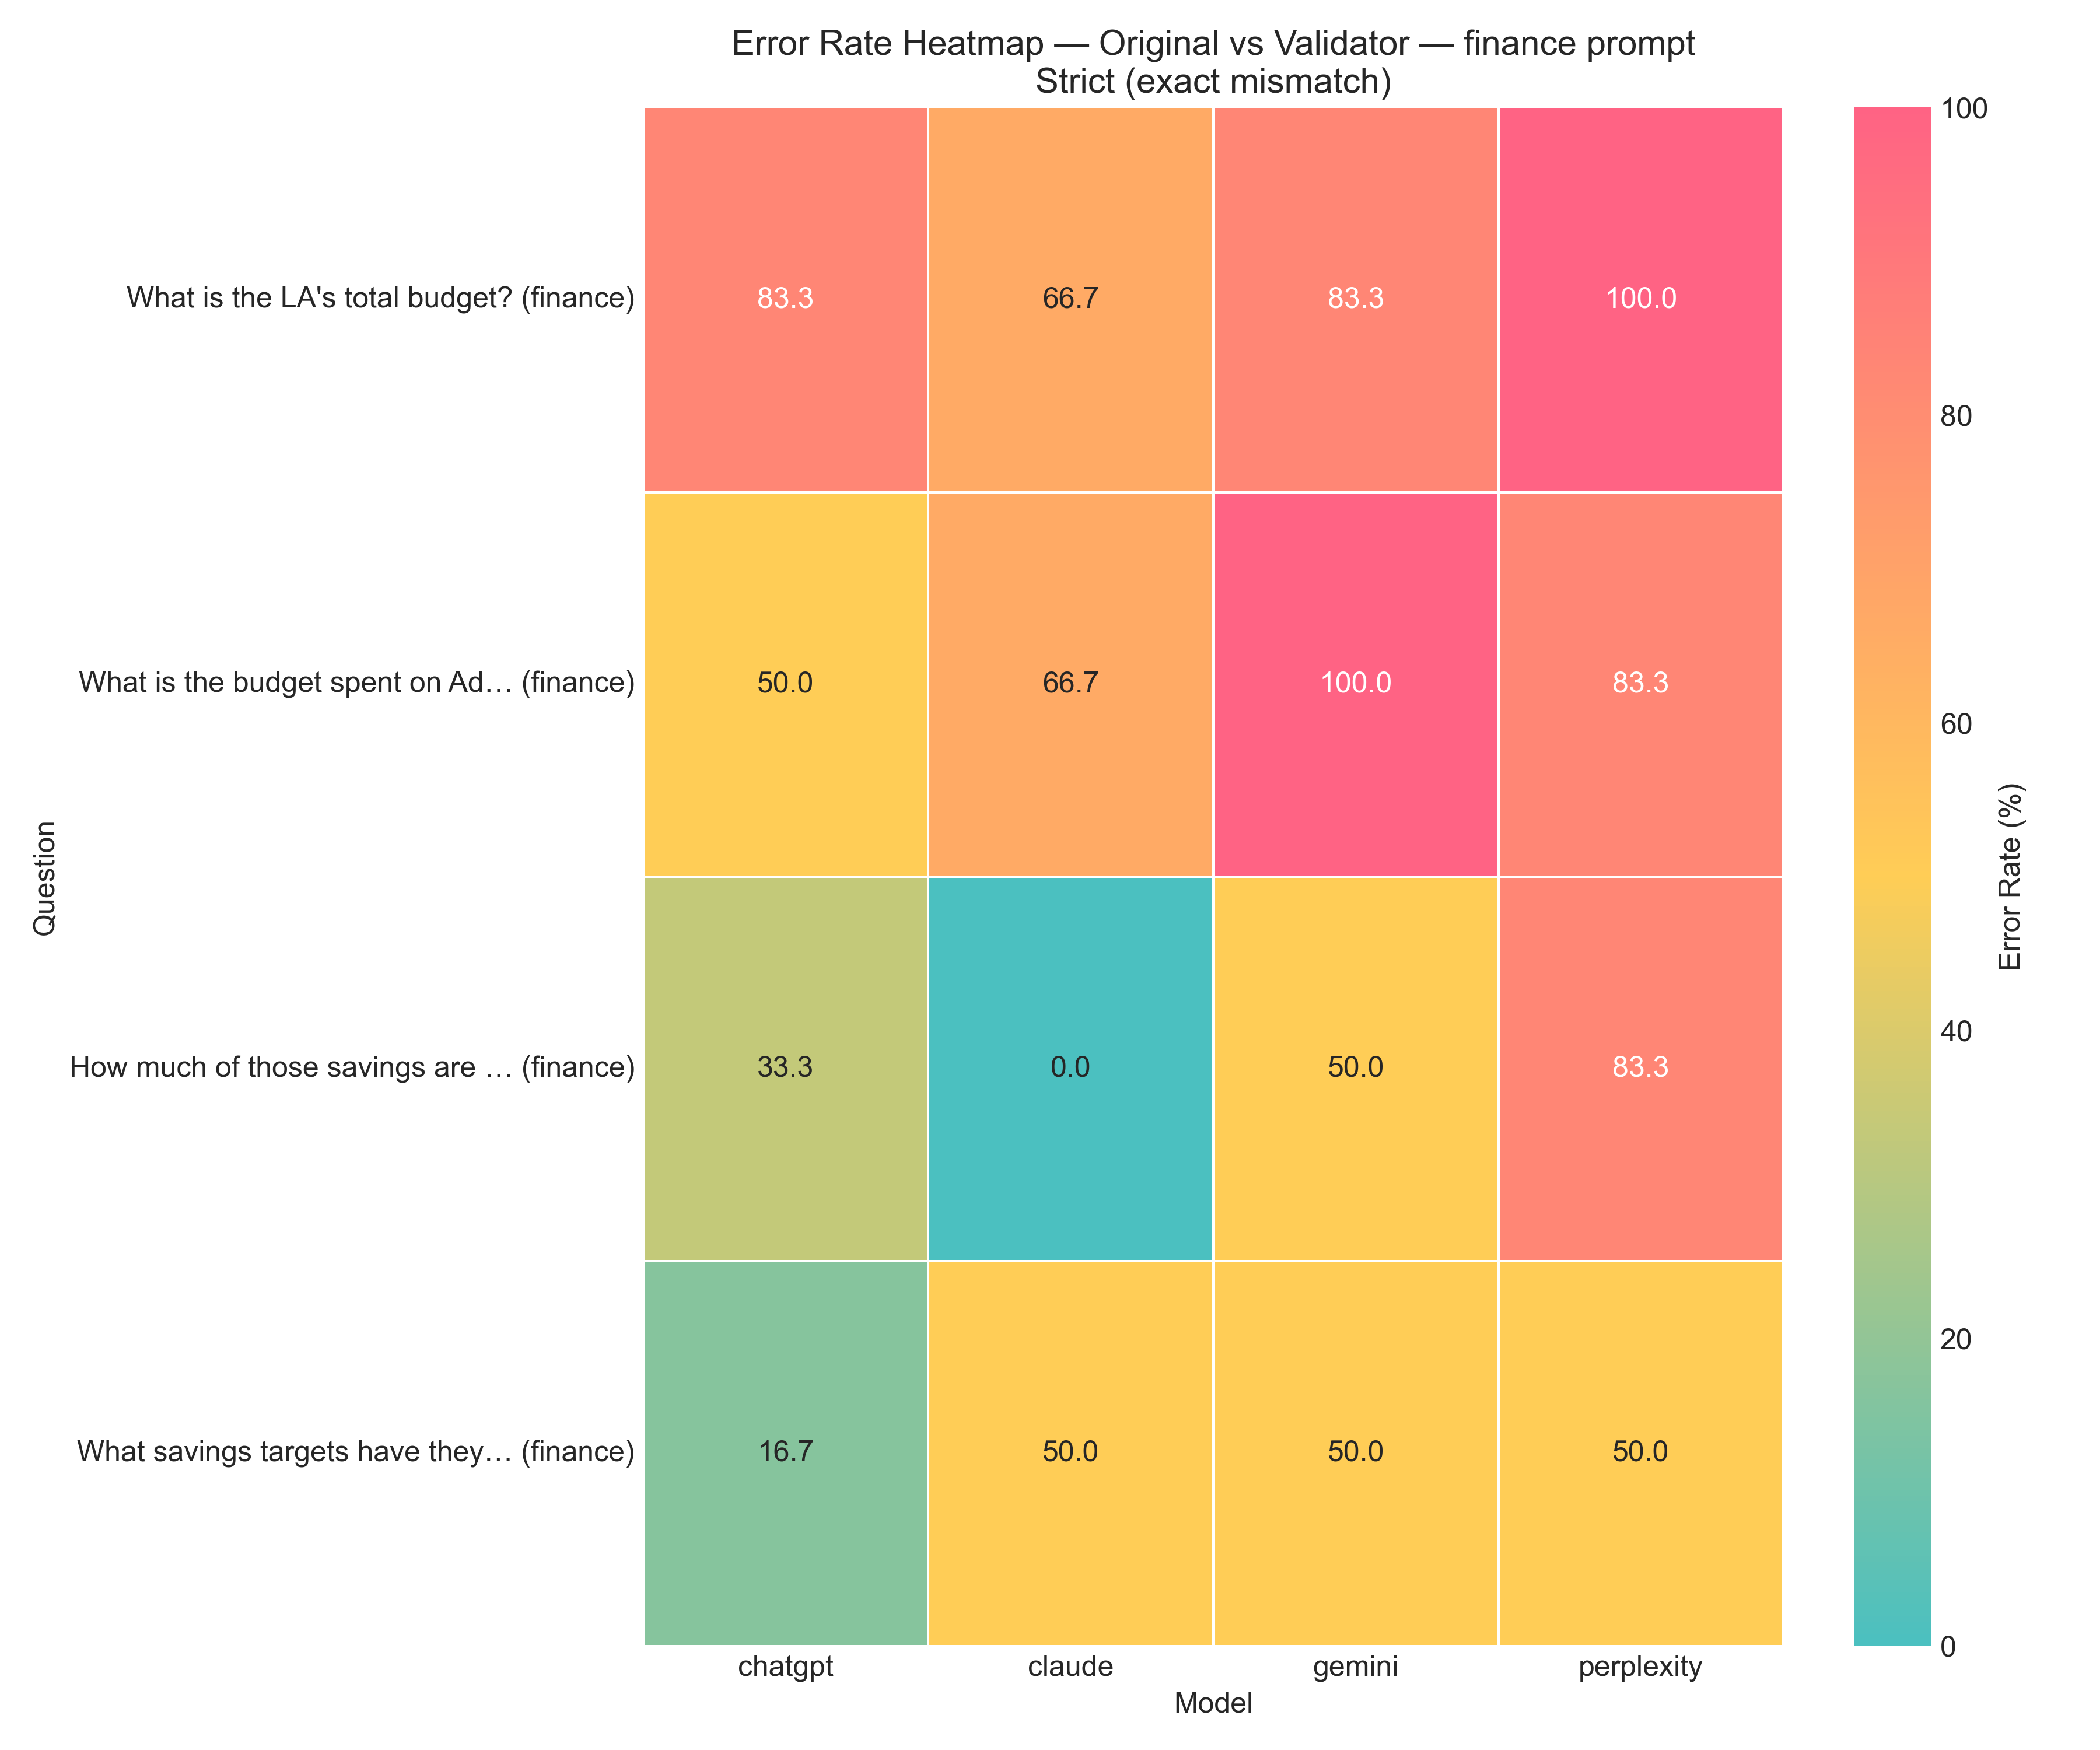 Error Rate Heatmap — Original vs Validator — finance prompt
Strict (exact mismatch)
Question
What is the LA's total budget? (finance)
83.3
66.7
83.3
100.0
What is the budget spent on Ad… (finance)
50.0
66.7
100.0
83.3
How much of those savings are … (finance)
33.3
0.0
50.0
83.3
What savings targets have they… (finance)
16.7
50.0
50.0
50.0
chatgpt
claude
gemini
perplexity
Model
100
80
60
40
20
0
Error Rate (%)